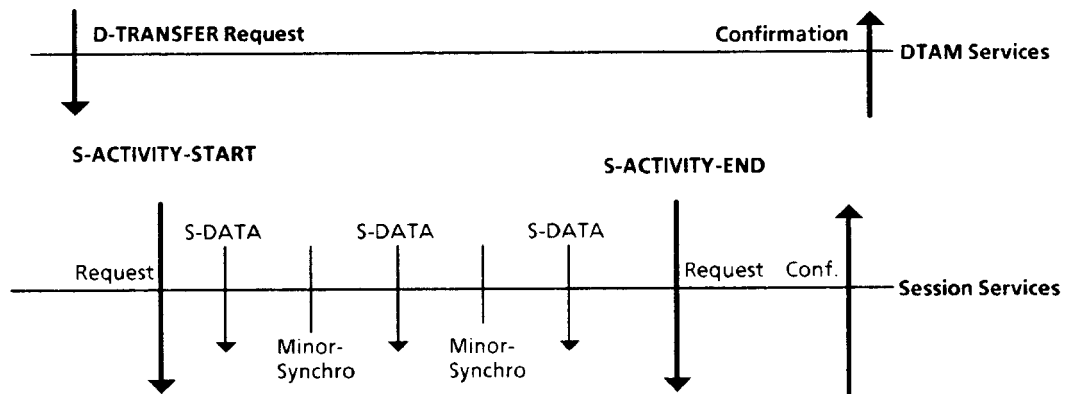 D-TRANSFER Request
Confirmation
DTAM Services
S-ACTIVITY-START
S-ACTIVITY-END
S-DATA
S-DATA
S-DATA
Request
Request
Conf.
Session Services
Minor-
Synchro
Minor-
Synchro